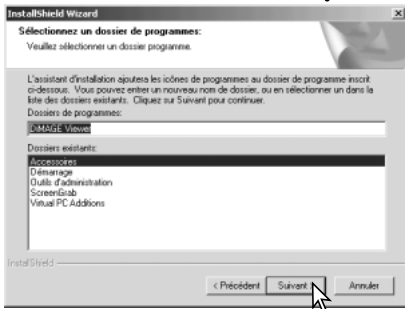 InstallShield Wizard
Sélectionnez un dossier de programmes:
Veuillez sélectionner un dossier programme.
L'assistant d'installation ajoutera les icônes de programmes au dossier de programme inscrit
ci-dessous. Vous pouvez entrer un nouveau nom de dossier, ou en sélectionner un dans la
liste des dossiers existants. Cliquez sur Suivant pour continuer.
Dossiers de programmes:
DiMAGE Viewer
Dossiers existants:
Accessoires
Démarrage
Outils d'administration
ScreenGrab
Virtual PC Additions
InstallShield
< Précédent Suivant > Annuler